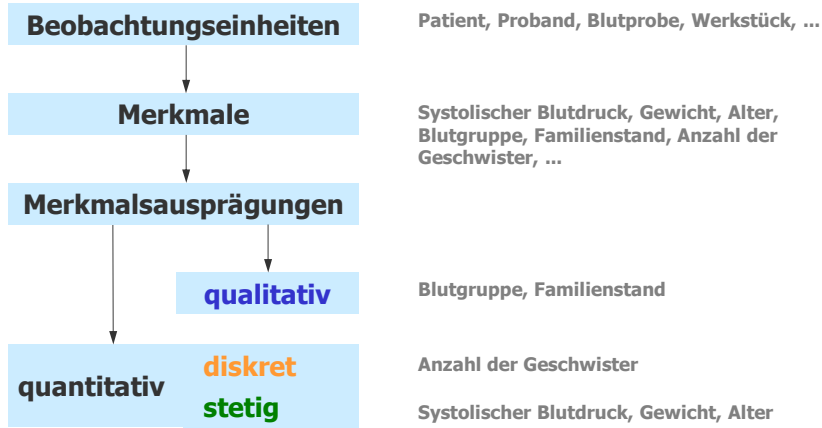 Beobachtungseinheiten
Patient, Proband, Blutprobe, Werkstück, ...
Merkmale
Systolischer Blutdruck, Gewicht, Alter,
Blutgruppe, Familienstand, Anzahl der
Geschwister, ...
Merkmalsausprägungen
qualitativ
Blutgruppe, Familienstand
quantitativ
diskret
Anzahl der Geschwister
stetig
Systolischer Blutdruck, Gewicht, Alter